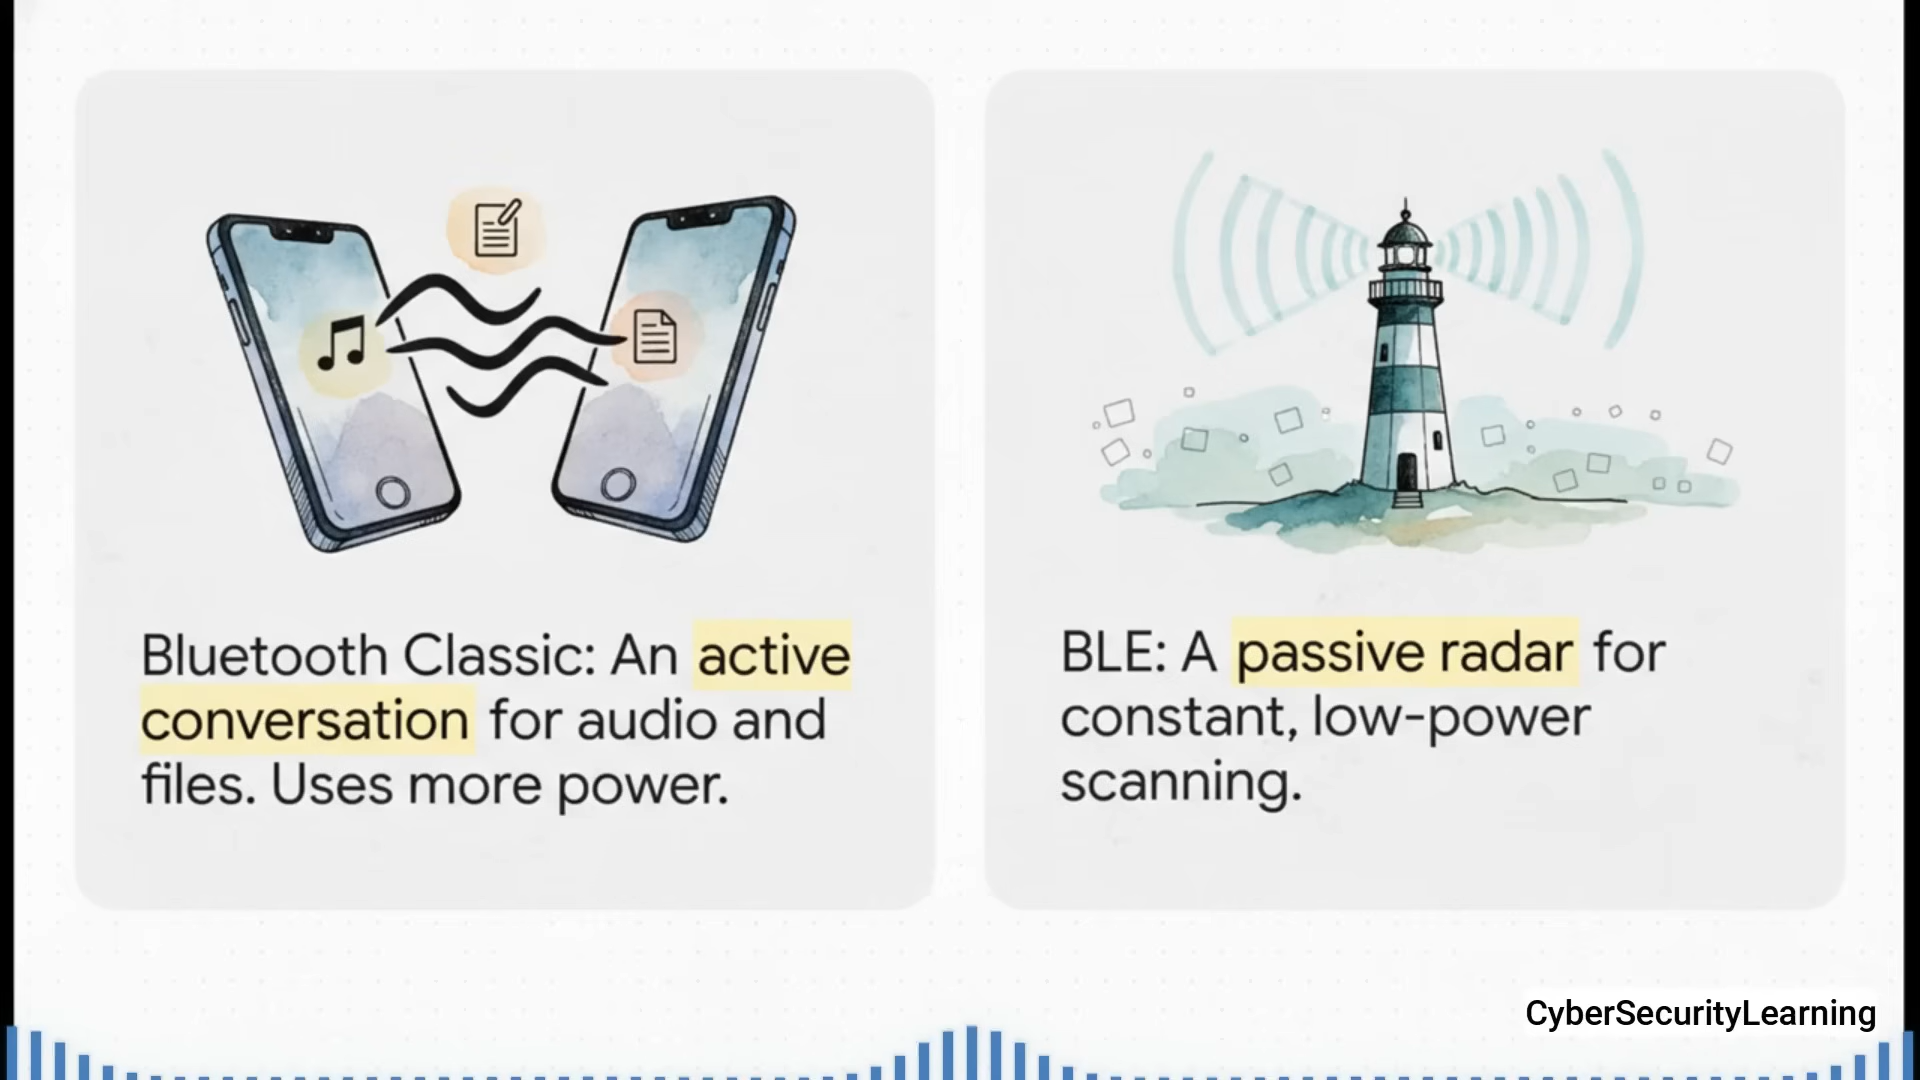 Bluetooth Classic: An active
conversation for audio and
files. Uses more power.
BLE: A passive radar for
constant, low-power
scanning.
CyberSecurityLearning